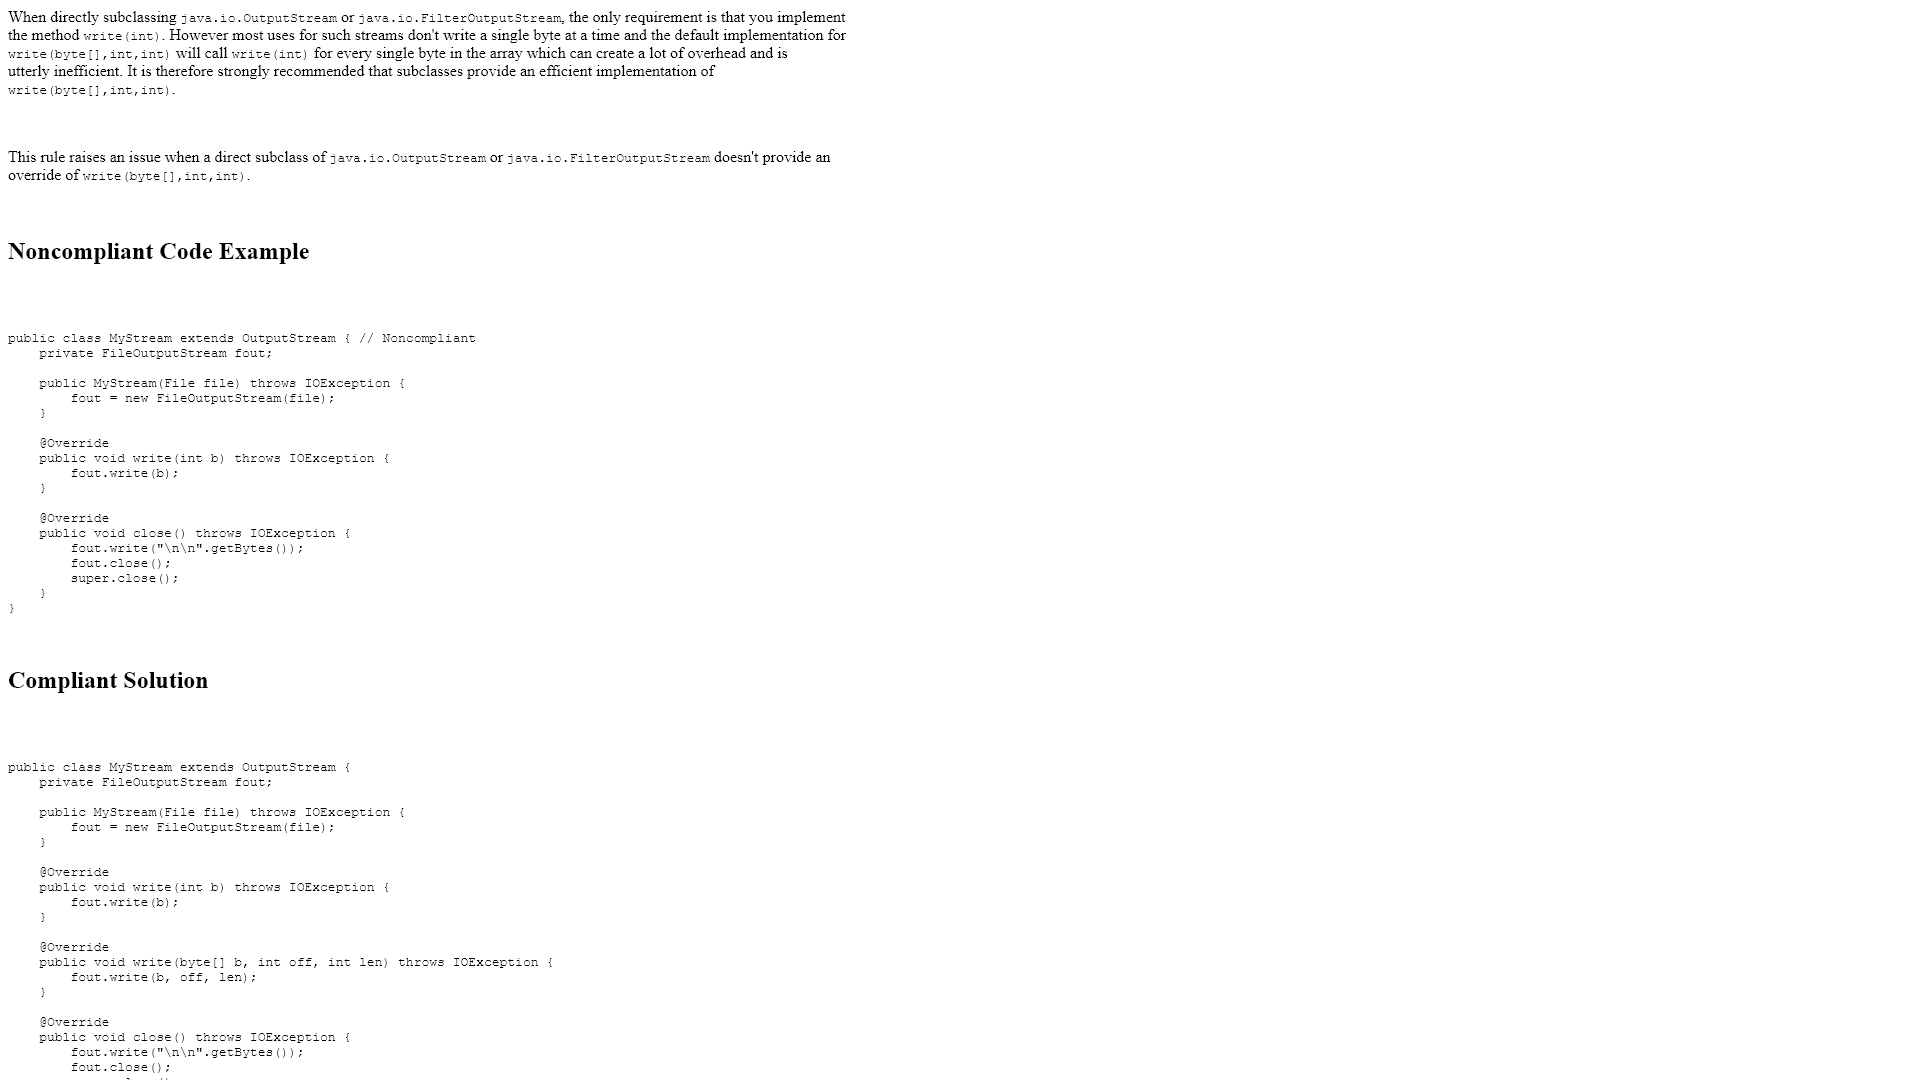 When directly subclassing java.io.OutputStream or java.io.FilterOutputStream, the only requirement is that you implement
the method write(int). However most uses for such streams don't write a single byte at a time and the default implementation for
write(byte[],int,int) will call write(int) for every single byte in the array which can create a lot of overhead and is
utterly inefficient. It is therefore strongly recommended that subclasses provide an efficient implementation of
write(byte[],int,int).
This rule raises an issue when a direct subclass of java.io.OutputStream or java.io.FilterOutputStream doesn't provide an
override of write(byte[],int,int).
Noncompliant Code Example
public class MyStream extends OutputStream { // Noncompliant
    private FileOutputStream fout;
    public MyStream(File file) throws IOException {
        fout = new FileOutputStream(file);
    }
    @Override
    public void write(int b) throws IOException {
        fout.write(b);
    }
    @Override
    public void close() throws IOException {
        fout.write("\n\n".getBytes());
        fout.close();
        super.close();
    }
}
Compliant Solution
public class MyStream extends OutputStream {
    private FileOutputStream fout;
    public MyStream(File file) throws IOException {
        fout = new FileOutputStream(file);
    }
    @Override
    public void write(int b) throws IOException {
        fout.write(b);
    }
    @Override
    public void write(byte[] b, int off, int len) throws IOException {
        fout.write(b, off, len);
    }
    @Override
    public void close() throws IOException {
        fout.write("\n\n".getBytes());
        fout.close();